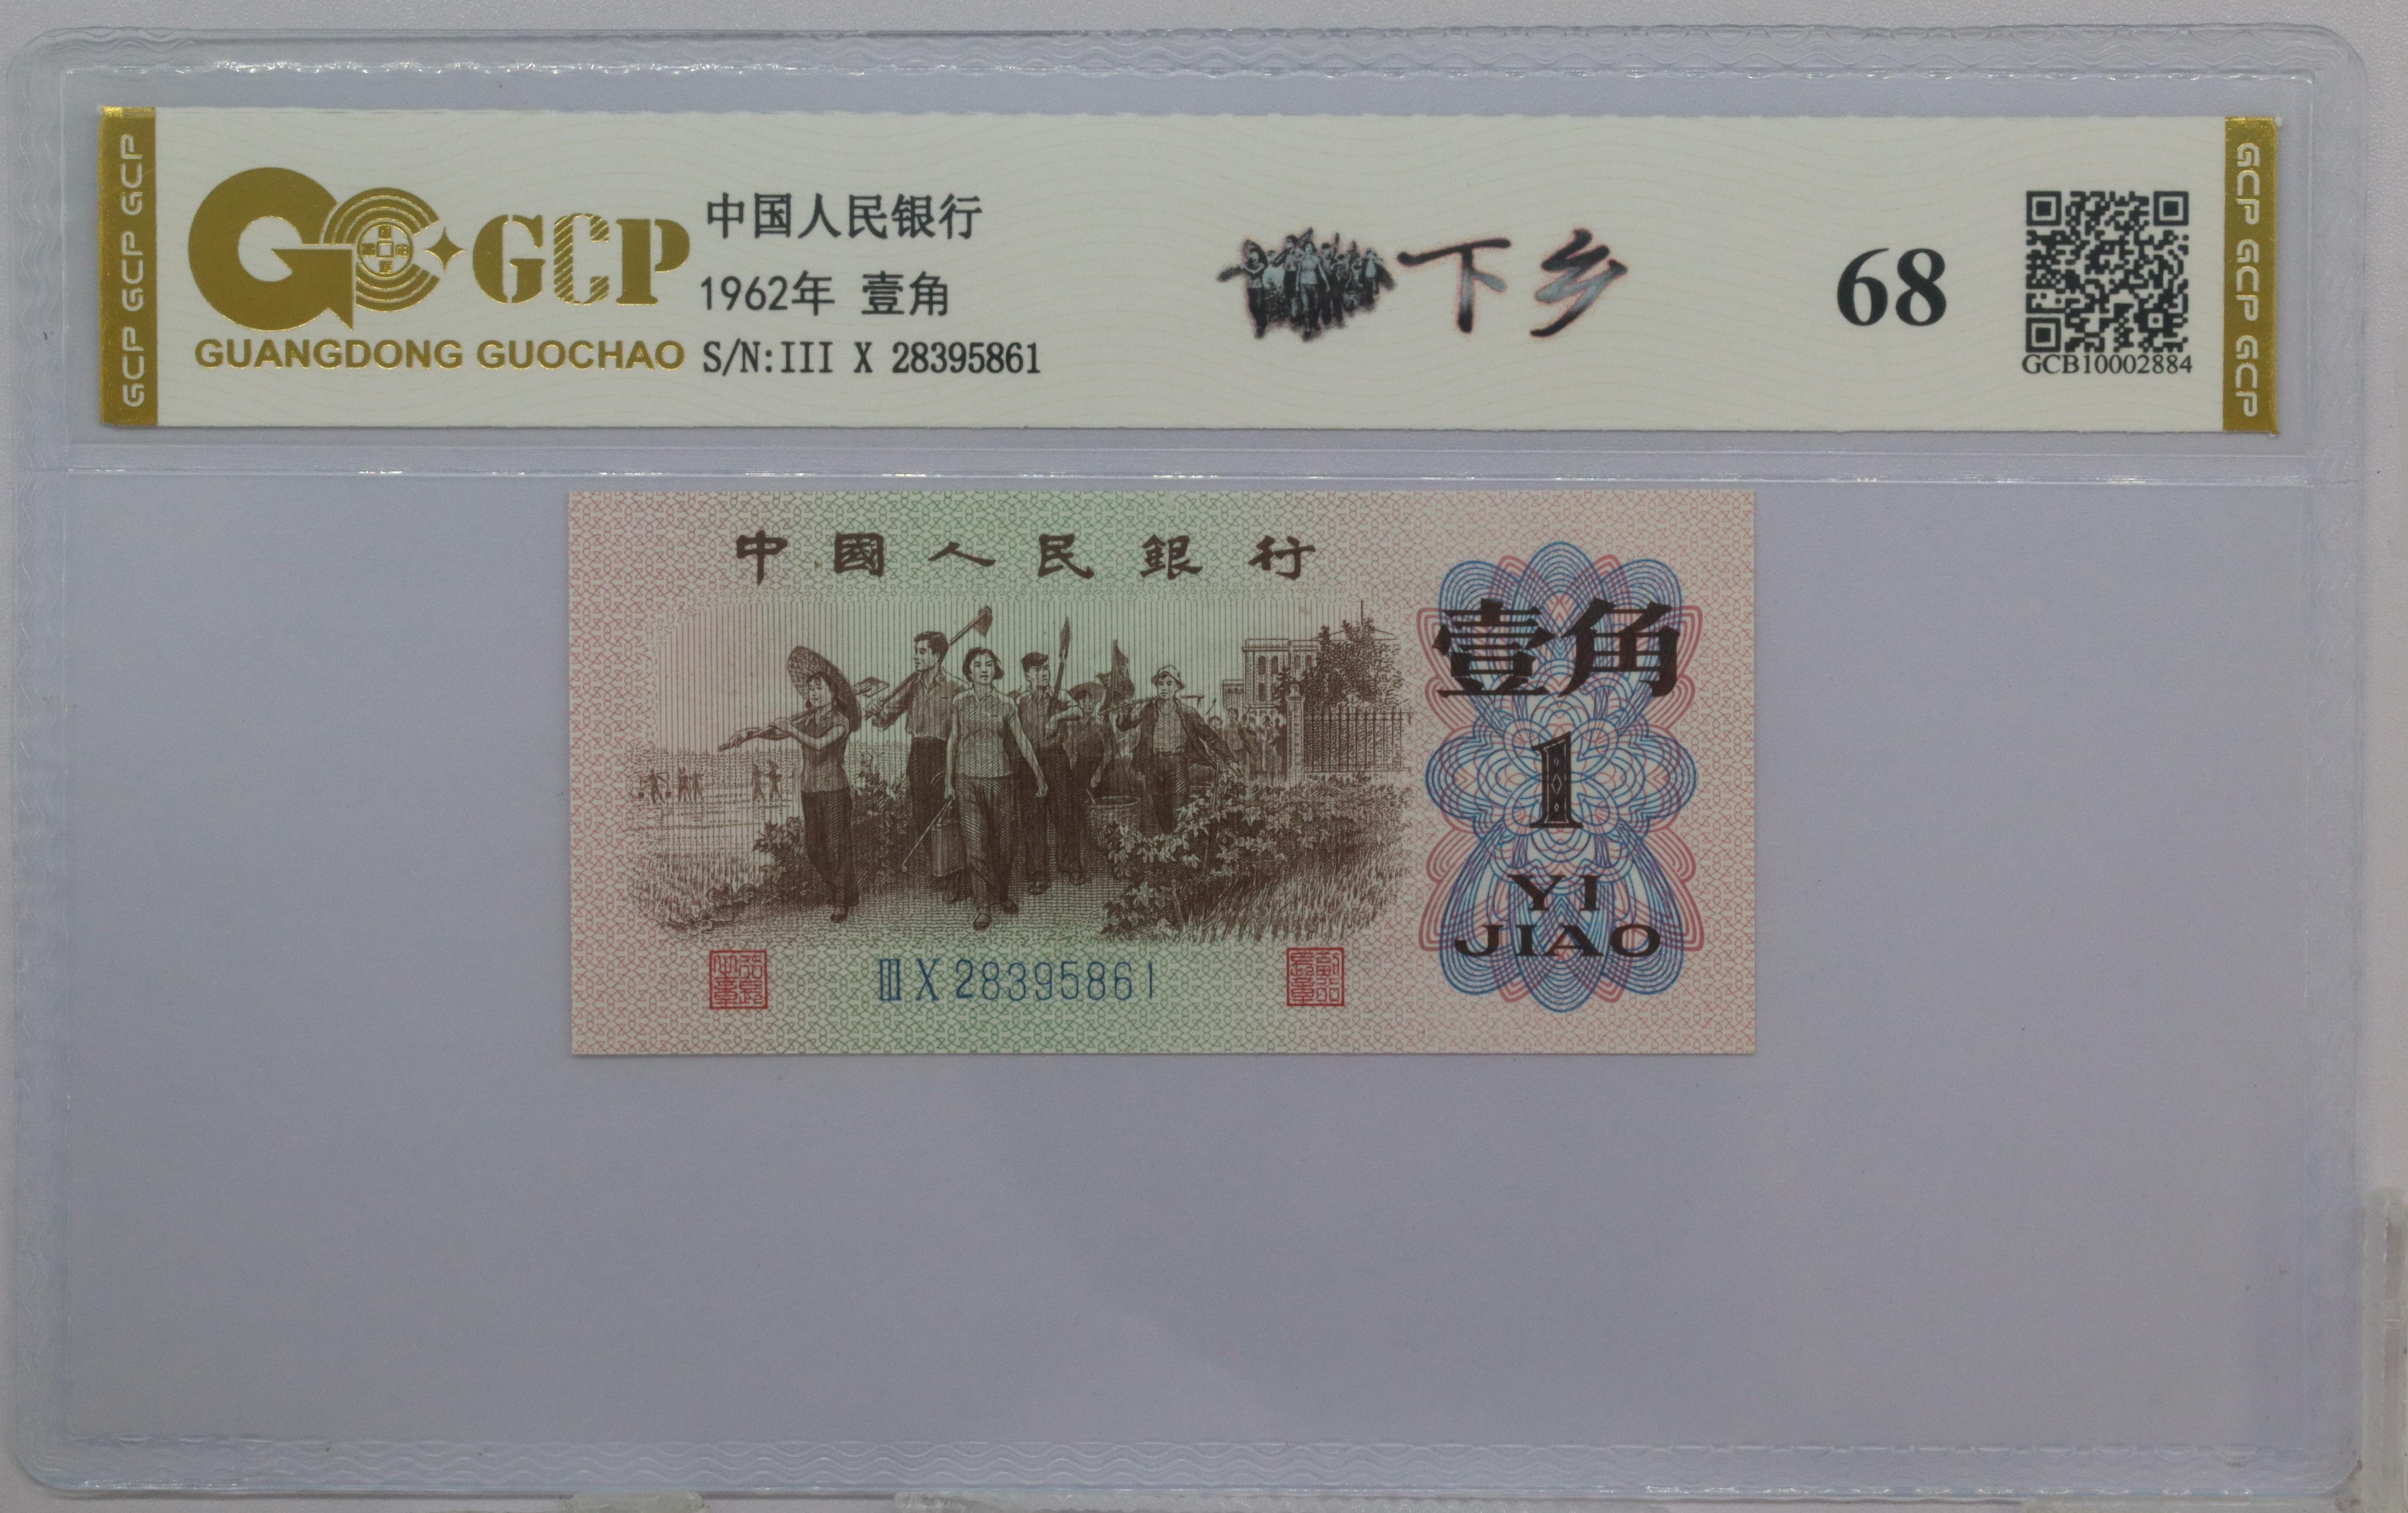 GCP GCP GCP
GCP
GUANGDONG GUOCHAO
中国人民银行
1962年 壹角
S/N:III X 28395861
下乡
68
GCB10002884
GCP GCP GCP
中國人民銀行
壹角
1
YI
JIAO
III X 28395861